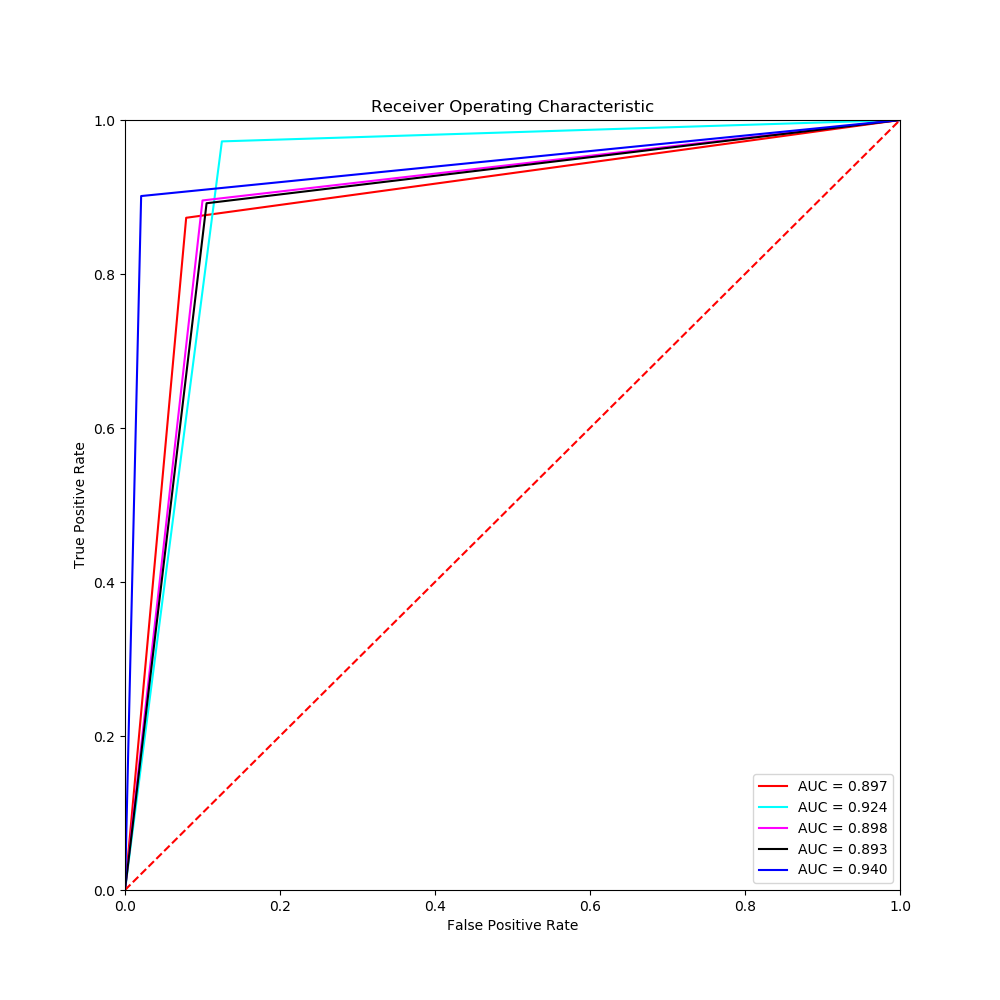 Receiver Operating Characteristic
1.0
0.8
0.6
0.4
0.2
0.0
True Positive Rate
0.0 0.2 0.4 0.6 0.8 1.0
False Positive Rate
AUC = 0.897
AUC = 0.924
AUC = 0.898
AUC = 0.893
AUC = 0.940